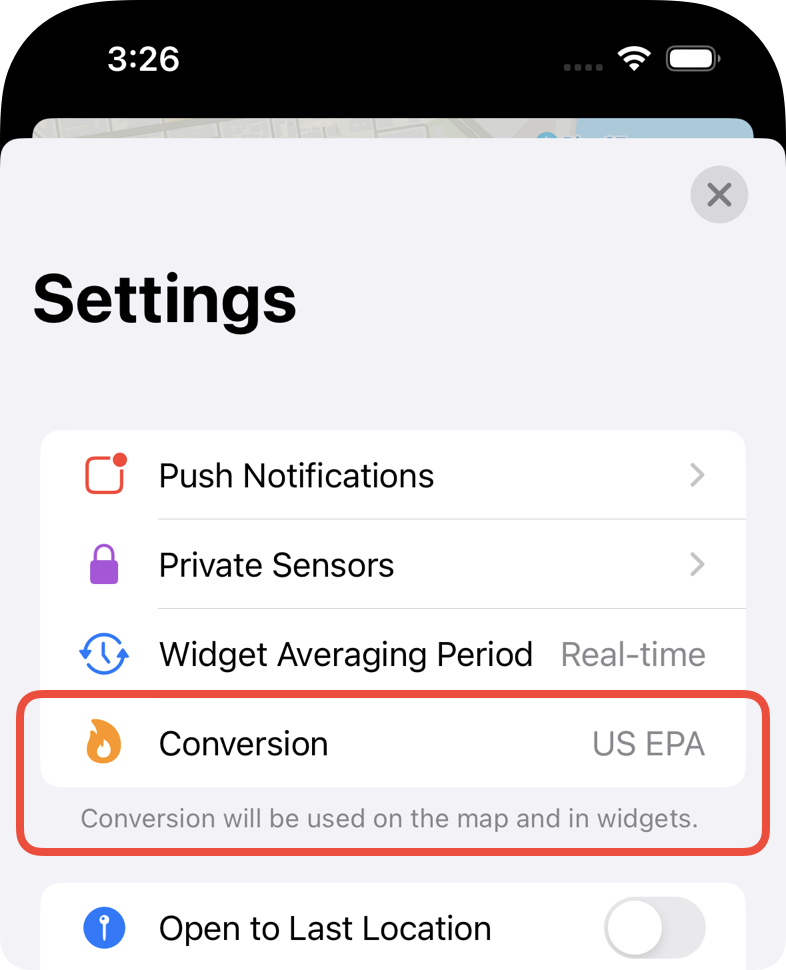 3:26
Settings
Push Notifications
Private Sensors
Widget Averaging Period Real-time
Conversion US EPA
Conversion will be used on the map and in widgets.
Open to Last Location